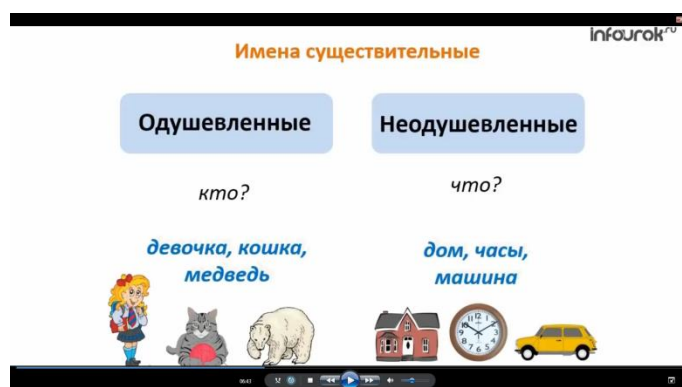 infourok.ru
Имена существительные
Одушевленные
Неодушевленные
кто?
что?
девочка, кошка,
медведь
дом, часы,
машина